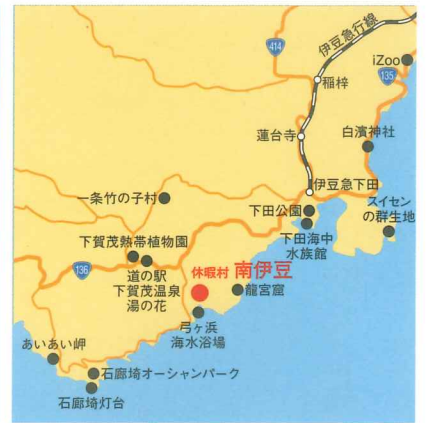 伊豆急行線
414
iZoo
135
稲梓
蓮台寺
白濱神社
伊豆急下田
一条竹の子村
下田公園
スイセン
の群生地
下田海中
水族館
下賀茂熱帯植物園
136
道の駅
下賀茂温泉
湯の花
休暇村 南伊豆
龍宮窟
弓ヶ浜
海水浴場
あいあい岬
石廊埼オーシャンパーク
石廊埼灯台